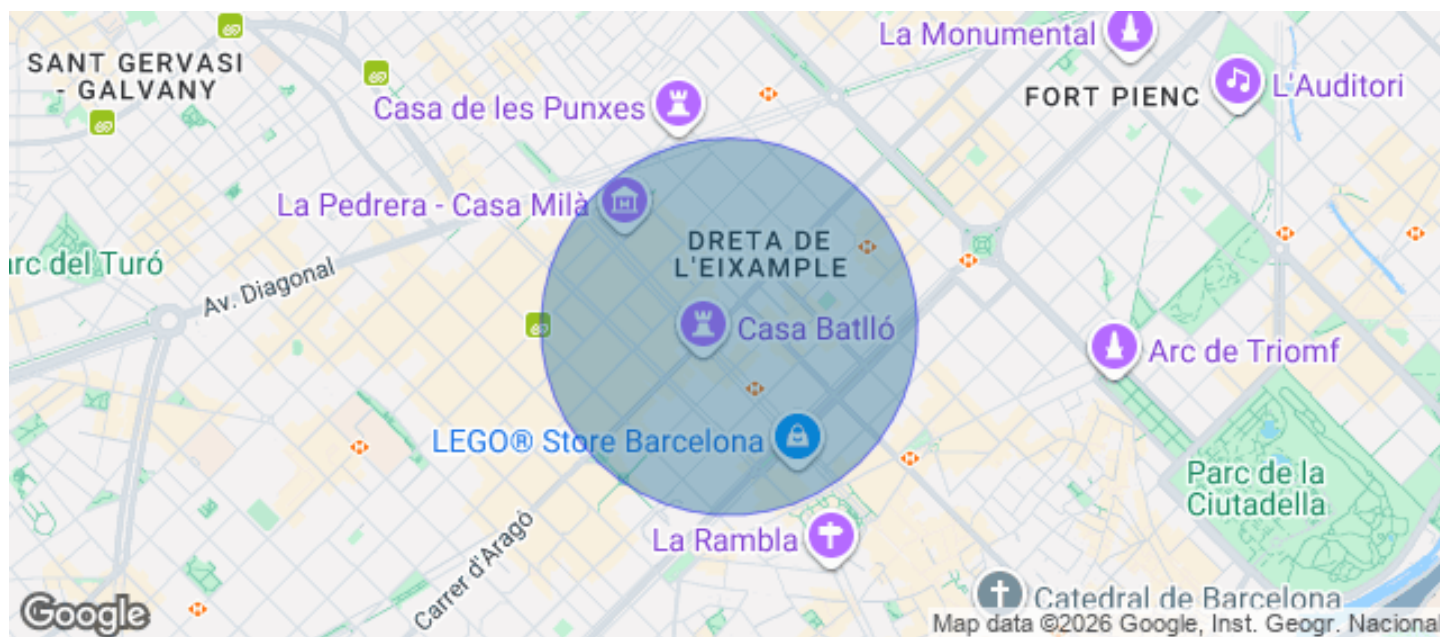 La Monumental
SANT GERVASI
- GALVANY
L'Auditori
FORT PIENC
Casa de les Punxes
La Pedrera - Casa Milà
DRETA DE
L'EIXAMPLE
arc del Turó
Av. Diagonal
Casa Batlló
Arc de Triomf
LEGO® Store Barcelona
Parc de la
Ciutadella
La Rambla
Carrer d'Aragó
Catedral de Barcelona
Google
Map data ©2026 Google, Inst. Geogr. Nacional